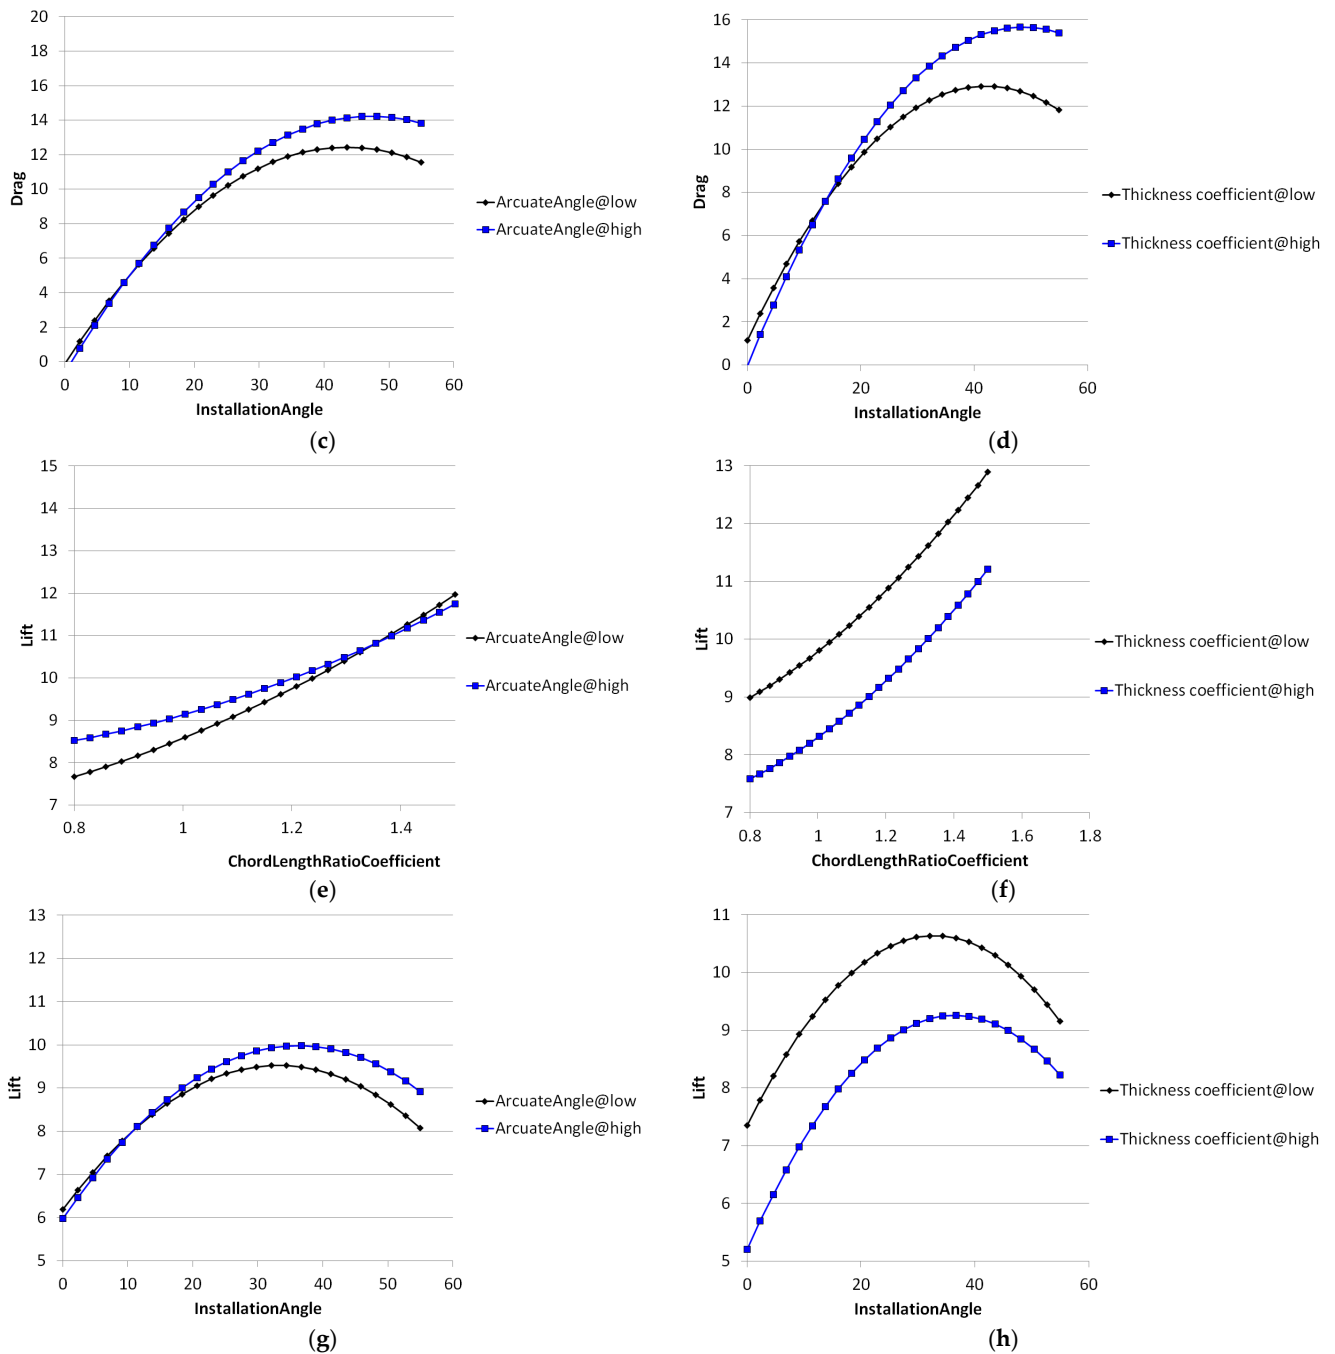 20
18
16
14
12
10
8
6
4
2
0
Drag
0 10 20 30 40 50 60
InstallationAngle
ArcuateAngle@low
ArcuateAngle@high
(c)
16
14
12
10
8
6
4
2
0
Drag
0 20 40 60
InstallationAngle
Thickness coefficient@low
Thickness coefficient@high
(d)
15
14
13
12
11
10
9
8
7
Lift
0.8 1 1.2 1.4
ChordLengthRatioCoefficient
ArcuateAngle@low
ArcuateAngle@high
(e)
13
12
11
10
9
8
7
Lift
0.8 1 1.2 1.4 1.6 1.8
ChordLengthRatioCoefficient
Thickness coefficient@low
Thickness coefficient@high
(f)
13
12
11
10
9
8
7
6
5
Lift
0 10 20 30 40 50 60
InstallationAngle
ArcuateAngle@low
ArcuateAngle@high
(g)
11
10
9
8
7
6
5
Lift
0 20 40 60
InstallationAngle
Thickness coefficient@low
Thickness coefficient@high
(h)